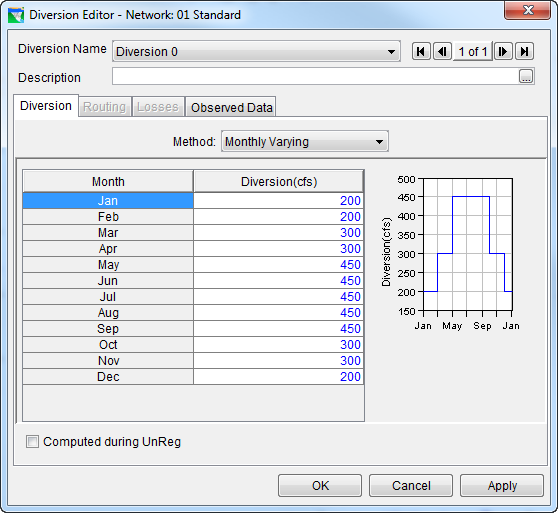 Diversion Editor - Network: 01 Standard
Diversion Name Diversion 0 1 of 1
Description ...
Diversion Routing Losses Observed Data
Method: Monthly Varying
Month Diversion(cfs)
Jan 200
Feb 200
Mar 300
Apr 300
May 450
Jun 450
Jul 450
Aug 450
Sep 450
Oct 300
Nov 300
Dec 200
Diversion(cfs)
500
450
400
350
300
250
200
150
Jan May Sep Jan
Computed during UnReg
OK Cancel Apply